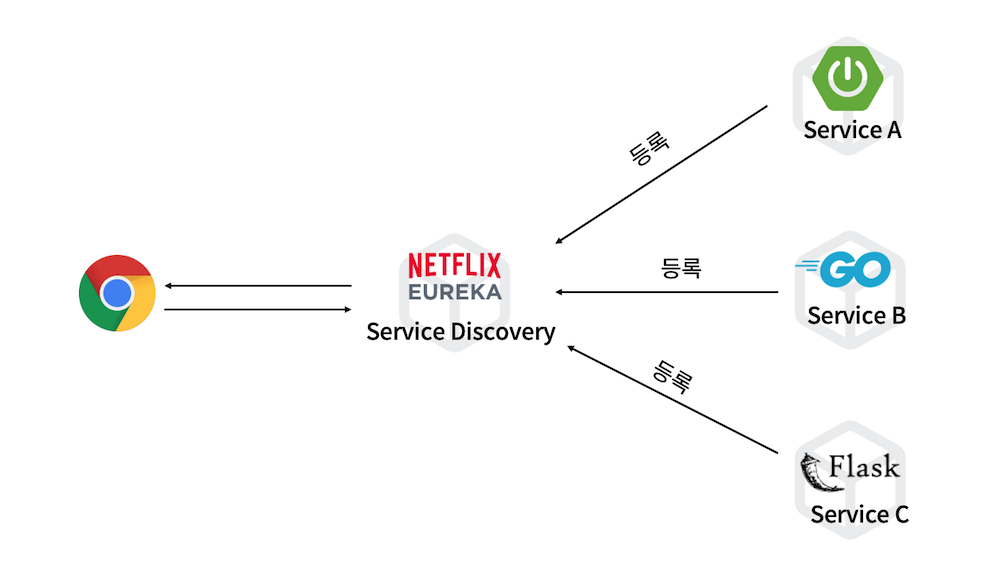 Service A
등록
NETFLIX
EUREKA
Service Discovery
등록
GO
Service B
등록
Flask
Service C